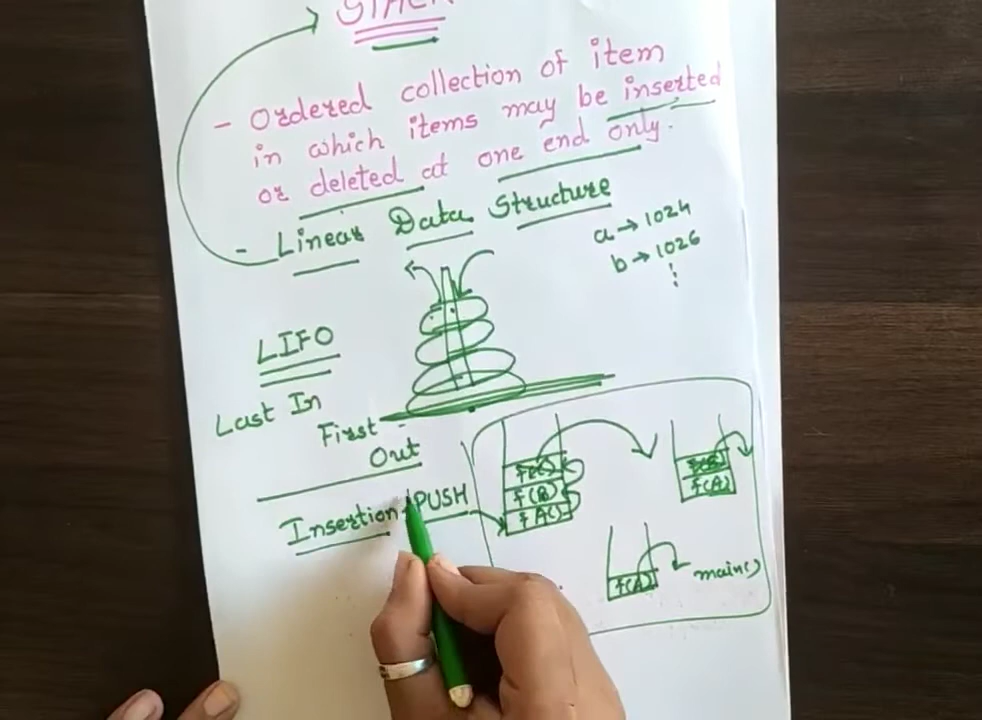 STACK
- Ordered collection of item
in which items may be inserted
or deleted at one end only.
- Linear Data Structure
a → 1024
b → 1026
LIFO
Last In
First
Out
Insertion PUSH
f(B)
f(A)
f(A)
main()